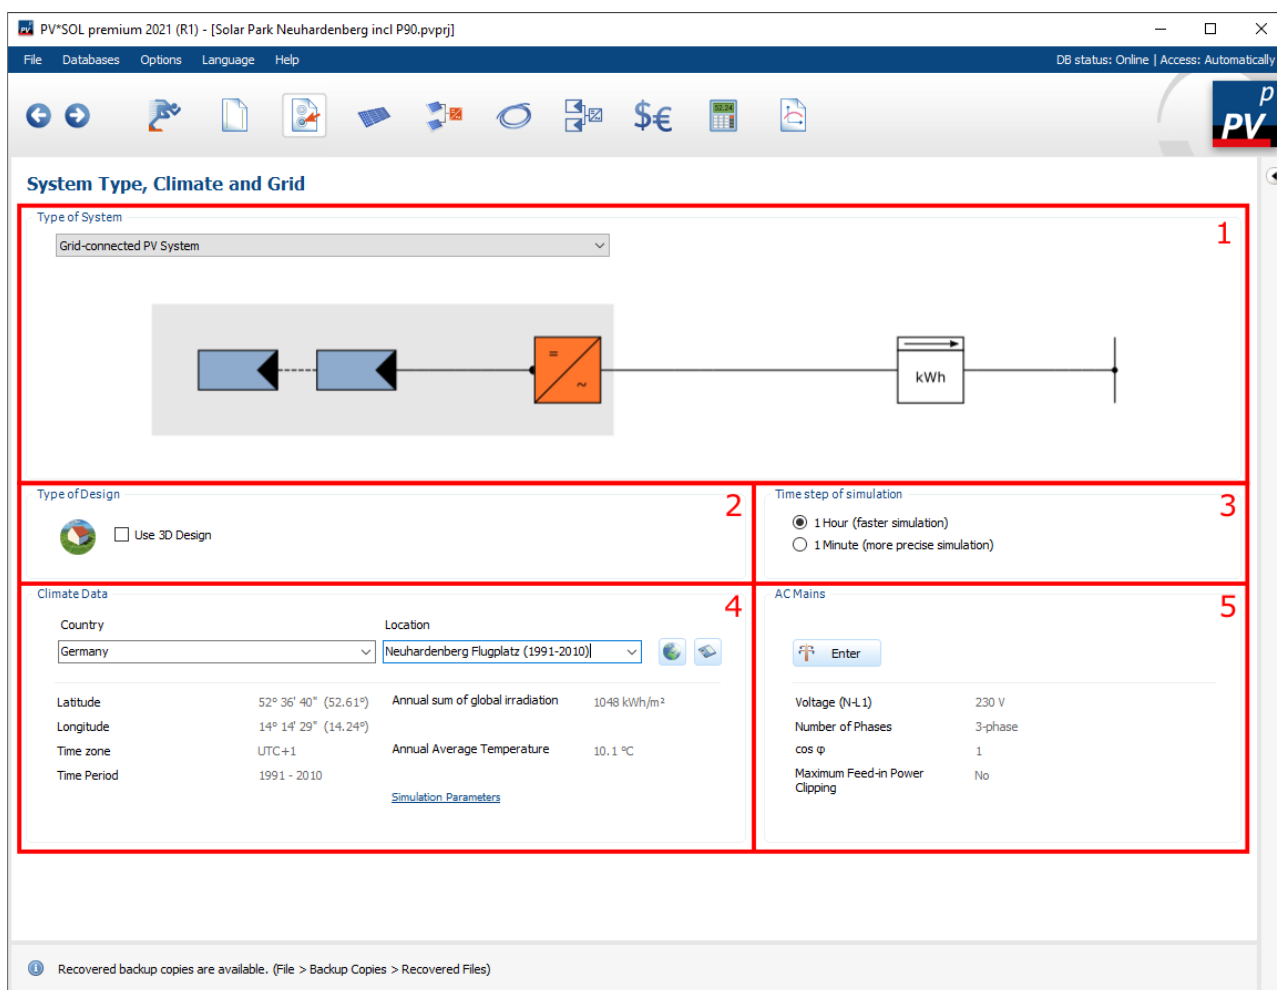 PV*SOL premium 2021 (R1) - [Solar Park Neuhardenberg incl P90.pvprj]
File Databases Options Language Help DB status: Online | Access: Automatically
52.24
$€
p
PV
PV
System Type, Climate and Grid
Type of System
1
Grid-connected PV System
=
~
kWh
Type of Design
2
Time step of simulation
3
Use 3D Design
1 Hour (faster simulation)
1 Minute (more precise simulation)
Climate Data
4
AC Mains
5
Country Location
Germany Neuhardenberg Flugplatz (1991-2010)
Enter
Latitude 52° 36' 40" (52.61°) Annual sum of global irradiation 1048 kWh/m²
Longitude 14° 14' 29" (14.24°)
Time zone UTC+1 Annual Average Temperature 10.1 °C
Time Period 1991 - 2010
Simulation Parameters
Voltage (N-L1) 230 V
Number of Phases 3-phase
cos φ 1
Maximum Feed-in Power Clipping No
Recovered backup copies are available. (File > Backup Copies > Recovered Files)